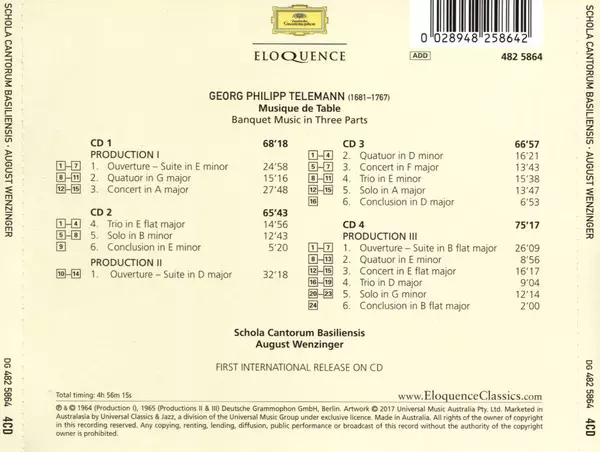 SCHOLA CANTORUM BASILIENSIS · AUGUST WENZINGER
DG 482 5864
4CD
Deutsche
Grammophon
ELOQUENCE
0 028948 258642
ADD
482 5864
GEORG PHILIPP TELEMANN (1681–1767)
Musique de Table
Banquet Music in Three Parts
CD 1 68'18
PRODUCTION I
1–7 1. Ouverture – Suite in E minor 24'58
8–11 2. Quatuor in G major 15'16
12–15 3. Concert in A major 27'48
CD 2 65'43
1–4 4. Trio in E flat major 14'56
5–8 5. Solo in B minor 12'43
9 6. Conclusion in E minor 5'20
PRODUCTION II
10–14 1. Ouverture – Suite in D major 32'18
CD 3 66'57
1–4 2. Quatuor in D minor 16'21
5–7 3. Concert in F major 13'43
8–11 4. Trio in E minor 15'38
12–15 5. Solo in A major 13'47
16 6. Conclusion in D major 6'53
CD 4 75'17
PRODUCTION III
1–7 1. Ouverture – Suite in B flat major 26'09
8–13 2. Quatuor in E minor 8'56
12–15 3. Concert in E flat major 16'17
16–19 4. Trio in D major 9'04
20–23 5. Solo in G minor 12'14
24 6. Conclusion in B flat major 2'00
Schola Cantorum Basiliensis
August Wenzinger
FIRST INTERNATIONAL RELEASE ON CD
Total timing: 4h 56m 15s
www.EloquenceClassics.com
℗ & © 1964 (Production I), 1965 (Productions II & III) Deutsche Grammophon GmbH, Berlin. Artwork © 2017 Universal Music Australia Pty. Ltd. Marketed in
Australasia by Universal Classics & Jazz, a division of the Universal Music Group under exclusive licence. Made in Australia. All rights of the owner of copyright
in this recording reserved. Any copying, renting, lending, diffusion, public performance or broadcast of this record without the authority of the copyright
owner is prohibited.
SCHOLA CANTORUM BASILIENSIS · AUGUST WENZINGER
DG 482 5864
4CD